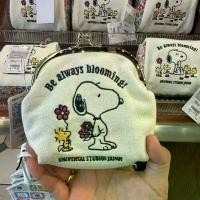 Be always blooming!
UNIVERSAL STUDIOS JAPAN